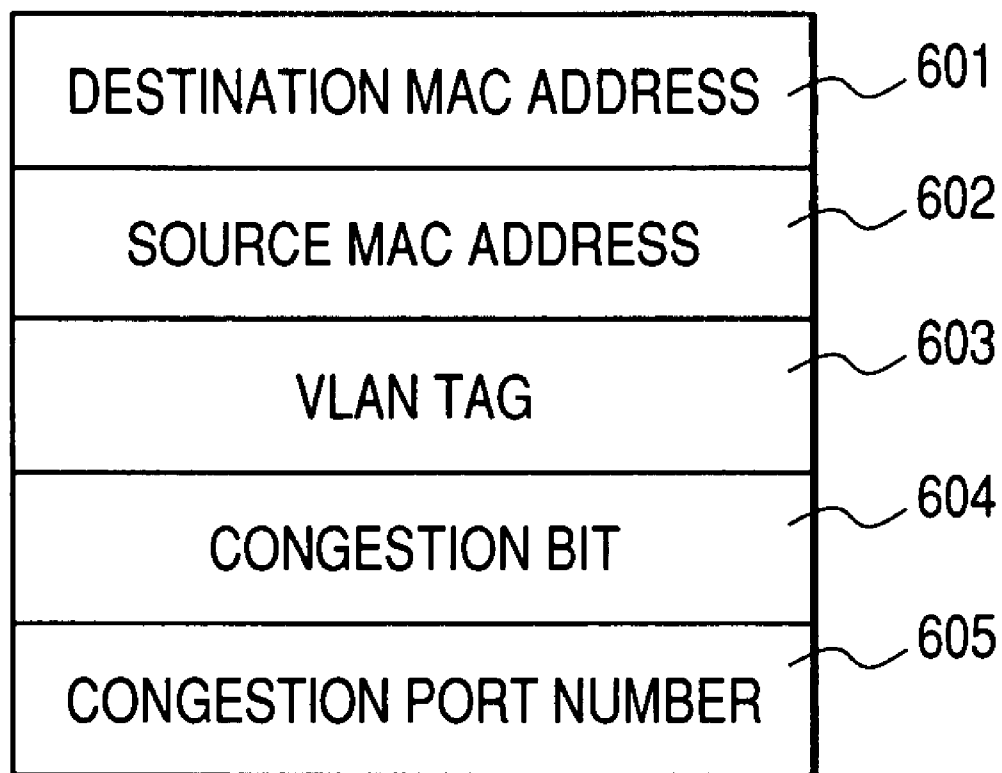 DESTINATION MAC ADDRESS 601
SOURCE MAC ADDRESS 602
VLAN TAG 603
CONGESTION BIT 604
CONGESTION PORT NUMBER 605